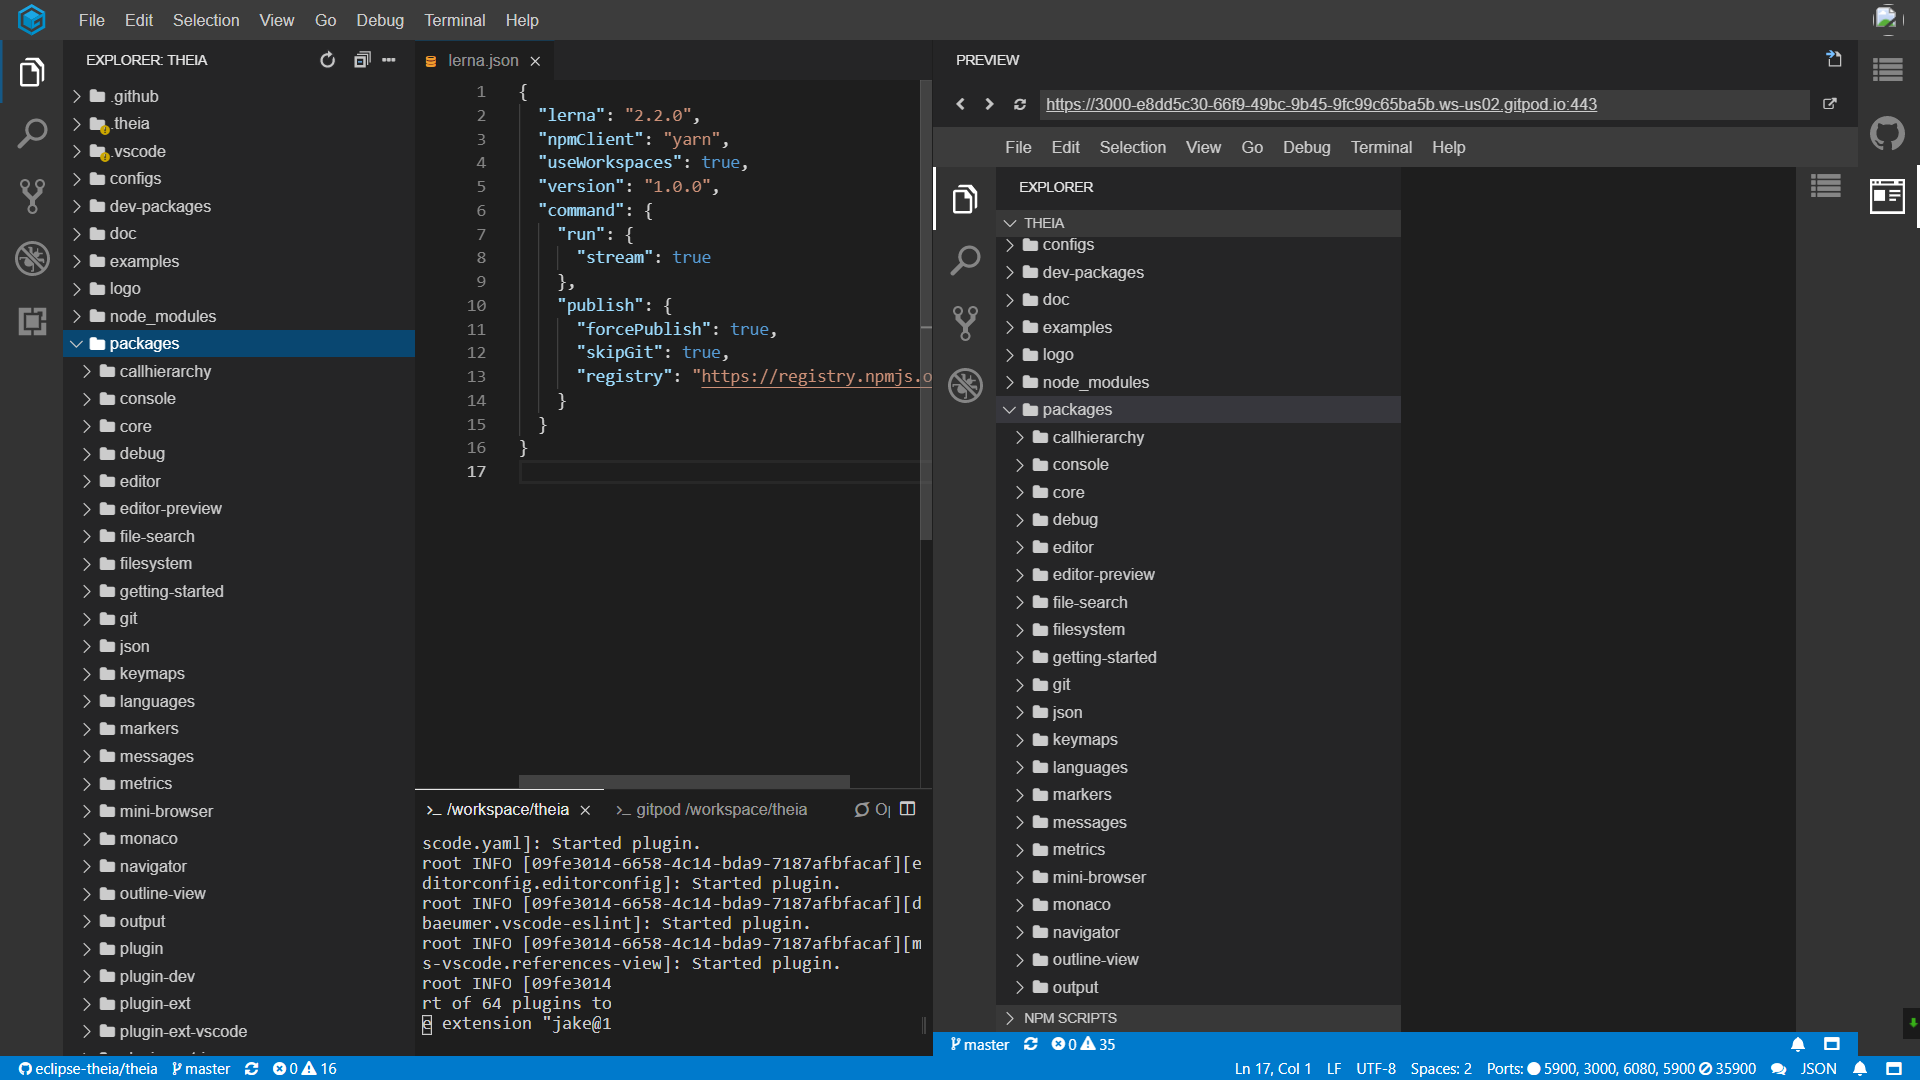 File Edit Selection View Go Debug Terminal Help
EXPLORER: THEIA
.github
.theia
.vscode
configs
dev-packages
doc
examples
logo
node_modules
packages
callhierarchy
console
core
debug
editor
editor-preview
file-search
filesystem
getting-started
git
json
keymaps
languages
markers
messages
metrics
mini-browser
monaco
navigator
outline-view
output
plugin
plugin-dev
plugin-ext
plugin-ext-vscode
lerna.json
1 {
2 "lerna": "2.2.0",
3 "npmClient": "yarn",
4 "useWorkspaces": true,
5 "version": "1.0.0",
6 "command": {
7 "run": {
8 "stream": true
9 },
10 "publish": {
11 "forcePublish": true,
12 "skipGit": true,
13 "registry": "https://registry.npmjs.o
14 }
15 }
16 }
17
>_ /workspace/theia >_ gitpod /workspace/theia Op
scode.yaml]: Started plugin.
root INFO [09fe3014-6658-4c14-bda9-7187afbfacaf][e
ditorconfig.editorconfig]: Started plugin.
root INFO [09fe3014-6658-4c14-bda9-7187afbfacaf][d
baeumer.vscode-eslint]: Started plugin.
root INFO [09fe3014-6658-4c14-bda9-7187afbfacaf][m
s-vscode.references-view]: Started plugin.
root INFO [09fe3014
rt of 64 plugins to
e extension "jake@1
PREVIEW
https://3000-e8dd5c30-66f9-49bc-9b45-9fc99c65ba5b.ws-us02.gitpod.io:443
File Edit Selection View Go Debug Terminal Help
EXPLORER
THEIA
configs
dev-packages
doc
examples
logo
node_modules
packages
callhierarchy
console
core
debug
editor
editor-preview
file-search
filesystem
getting-started
git
json
keymaps
languages
markers
messages
metrics
mini-browser
monaco
navigator
outline-view
output
NPM SCRIPTS
master 0 35
eclipse-theia/theia master 0 16 Ln 17, Col 1 LF UTF-8 Spaces: 2 Ports: 5900, 3000, 6080, 5900 35900 JSON